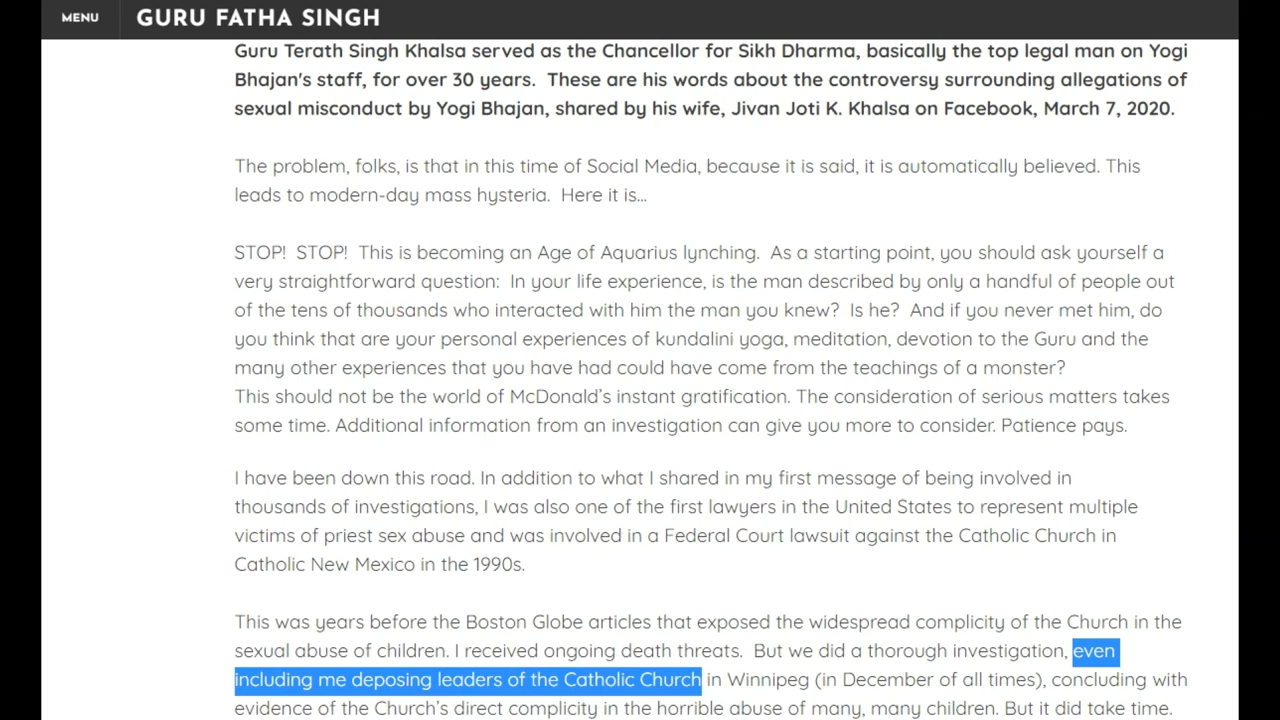 MENU
GURU FATHA SINGH
Guru Terath Singh Khalsa served as the Chancellor for Sikh Dharma, basically the top legal man on Yogi
Bhajan's staff, for over 30 years.  These are his words about the controversy surrounding allegations of
sexual misconduct by Yogi Bhajan, shared by his wife, Jivan Joti K. Khalsa on Facebook, March 7, 2020.
The problem, folks, is that in this time of Social Media, because it is said, it is automatically believed. This
leads to modern-day mass hysteria.  Here it is...
STOP!  STOP!  This is becoming an Age of Aquarius lynching.  As a starting point, you should ask yourself a
very straightforward question:  In your life experience, is the man described by only a handful of people out
of the tens of thousands who interacted with him the man you knew?  Is he?  And if you never met him, do
you think that are your personal experiences of kundalini yoga, meditation, devotion to the Guru and the
many other experiences that you have had could have come from the teachings of a monster?
This should not be the world of McDonald's instant gratification. The consideration of serious matters takes
some time. Additional information from an investigation can give you more to consider. Patience pays.
I have been down this road. In addition to what I shared in my first message of being involved in
thousands of investigations, I was also one of the first lawyers in the United States to represent multiple
victims of priest sex abuse and was involved in a Federal Court lawsuit against the Catholic Church in
Catholic New Mexico in the 1990s.
This was years before the Boston Globe articles that exposed the widespread complicity of the Church in the
sexual abuse of children. I received ongoing death threats.  But we did a thorough investigation, even
including me deposing leaders of the Catholic Church in Winnipeg (in December of all times), concluding with
evidence of the Church's direct complicity in the horrible abuse of many, many children. But it did take time.